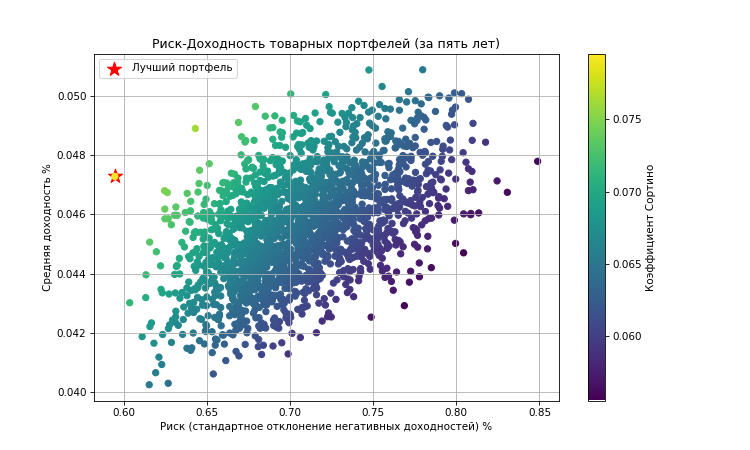 Риск-Доходность товарных портфелей (за пять лет)
Лучший портфель
Средняя доходность %
0.050
0.048
0.046
0.044
0.042
0.040
0.60 0.65 0.70 0.75 0.80 0.85
Риск (стандартное отклонение негативных доходностей) %
0.075
0.070
0.065
0.060
Коэффициент Сортино